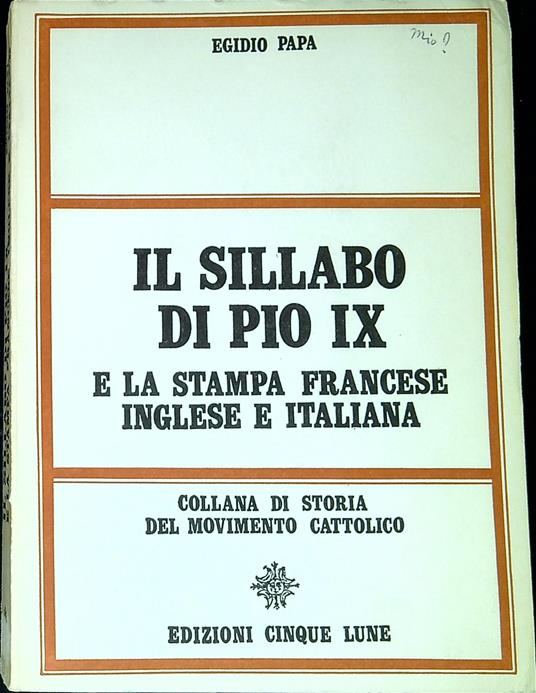 EGIDIO PAPA
Mio!
IL SILLABO
DI PIO IX
E LA STAMPA FRANCESE
INGLESE E ITALIANA
COLLANA DI STORIA
DEL MOVIMENTO CATTOLICO
EDIZIONI CINQUE LUNE